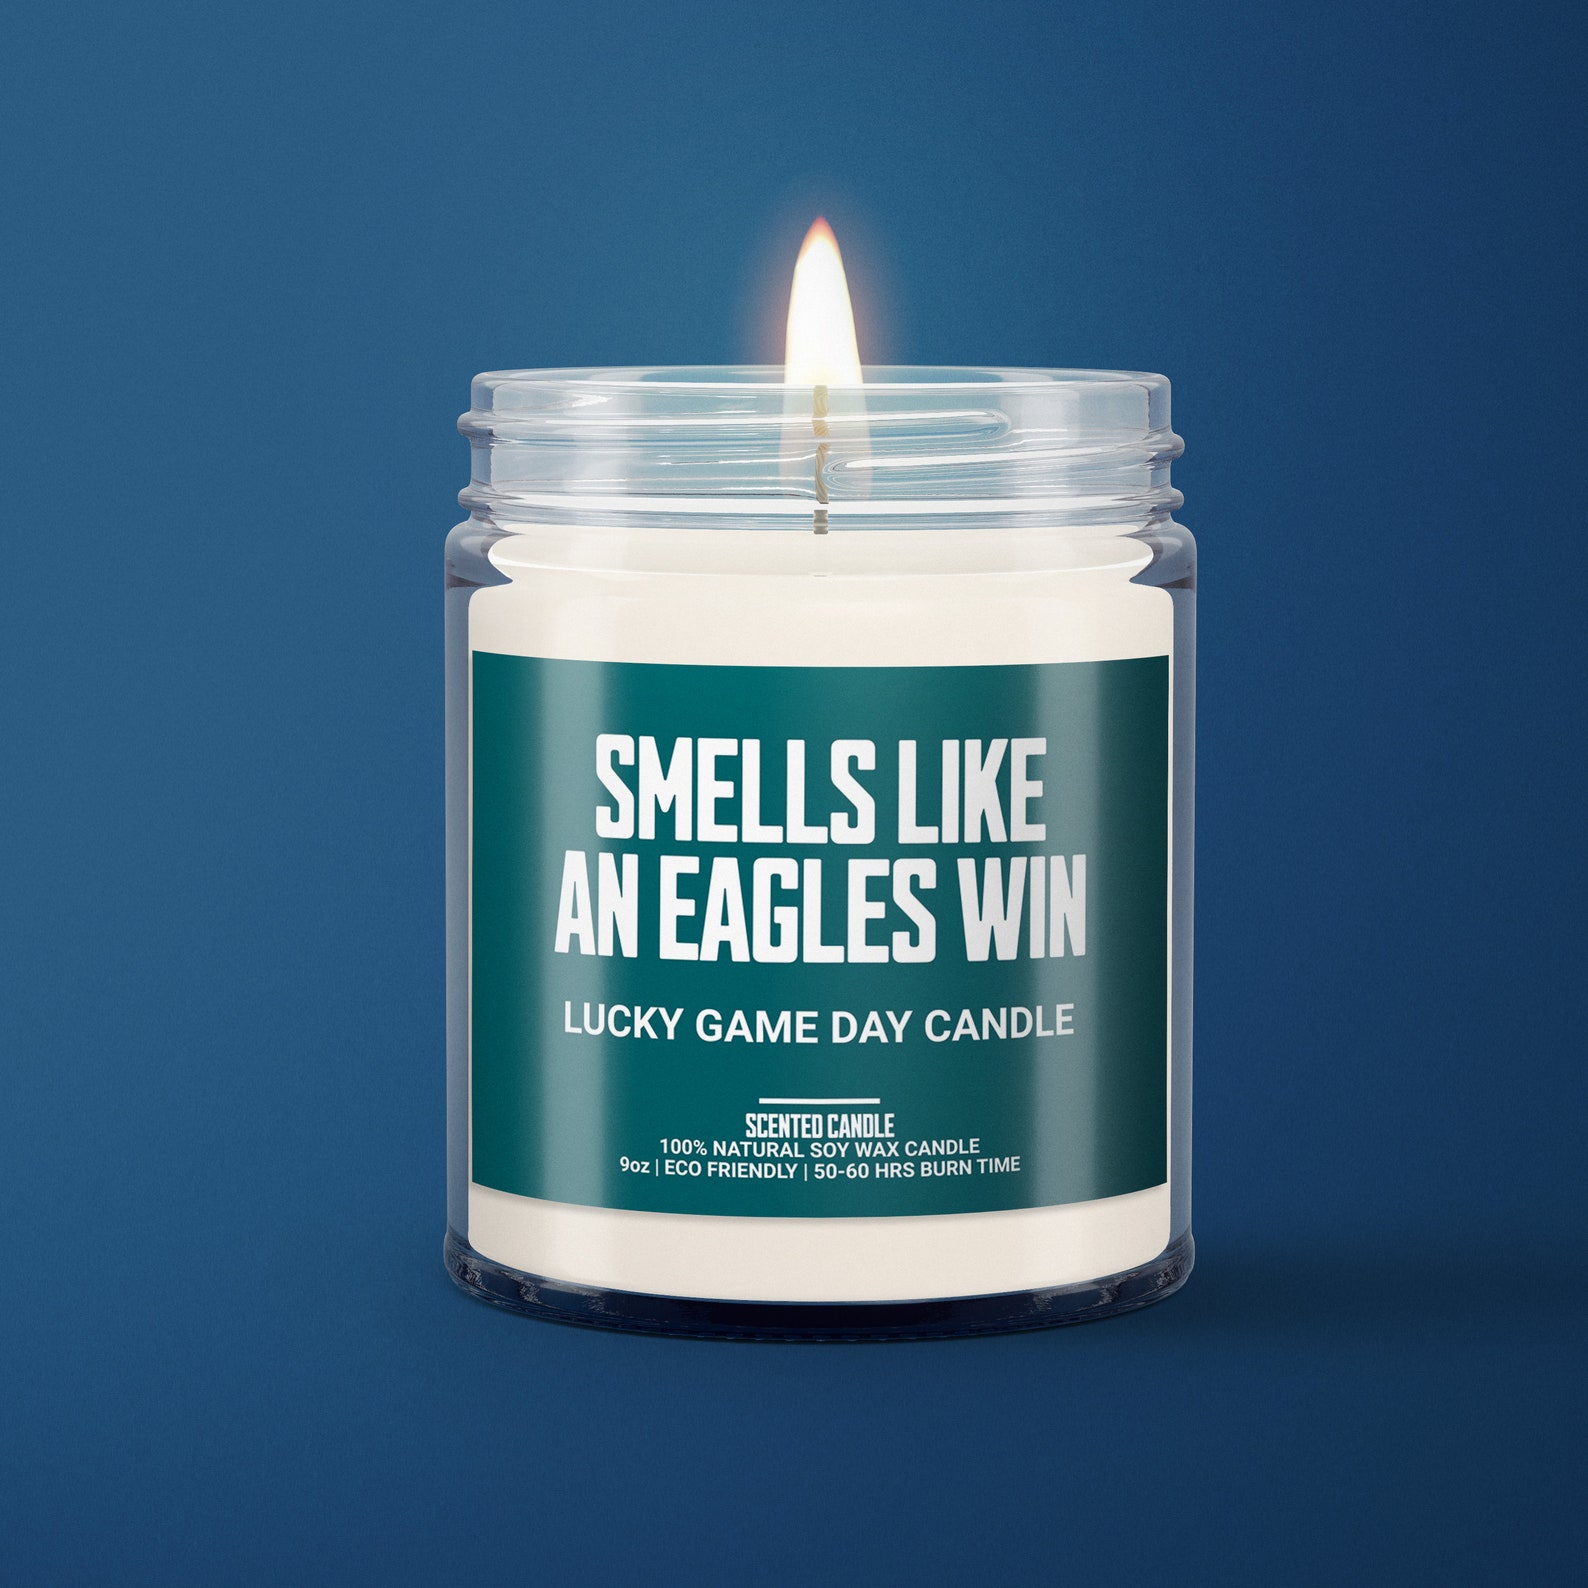 SMELLS LIKE
AN EAGLES WIN
LUCKY GAME DAY CANDLE
SCENTED CANDLE
100% NATURAL SOY WAX CANDLE
9oz | ECO FRIENDLY | 50-60 HRS BURN TIME